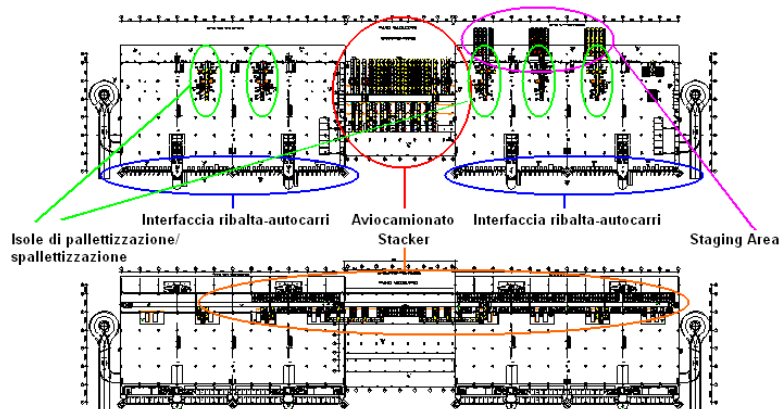 Interfaccia ribalta-autocarri
Aviocamionato
Interfaccia ribalta-autocarri
Isole di pallettizzazione/
spallettizzazione
Stacker
Staging Area